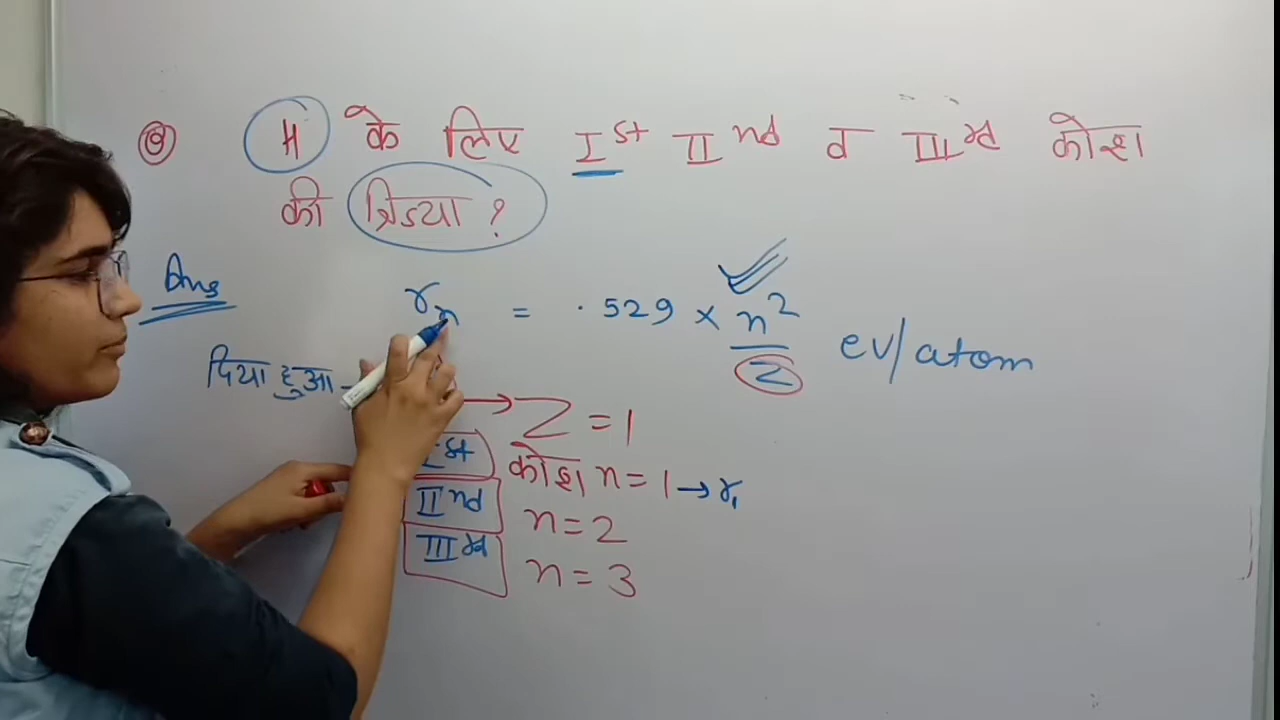 Q H के लिए Ist IInd व IIIrd कोश
की त्रिज्या ?
Ans
rn = .529 × n²/Z ev/atom
दिया हुआ - → Z = 1
Ist कोश n = 1 → r₁
IInd n = 2
IIIrd n = 3